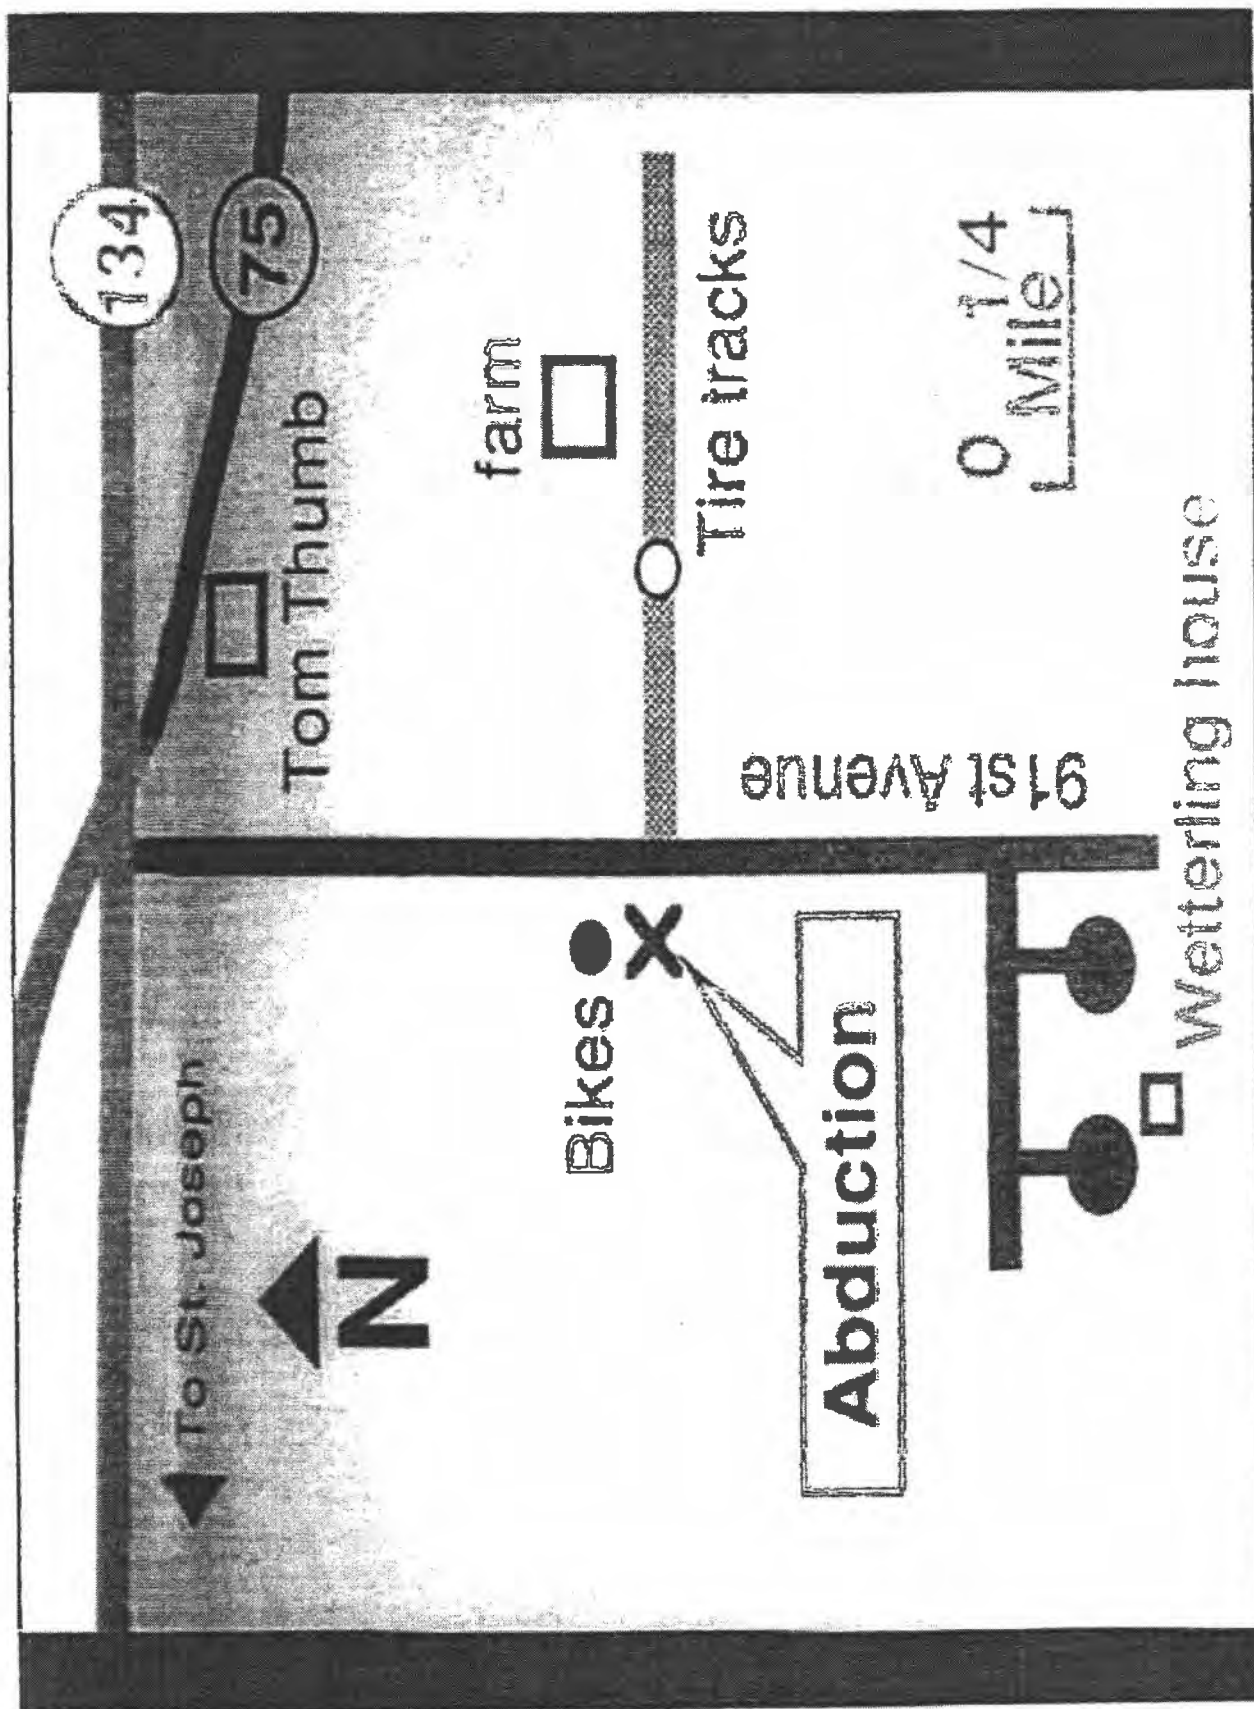 134
75
To St. Joseph
Tom Thumb
N
farm
Bikes
Tire tracks
91st Avenue
Abduction
0 1/4
Mile
Wetterling house